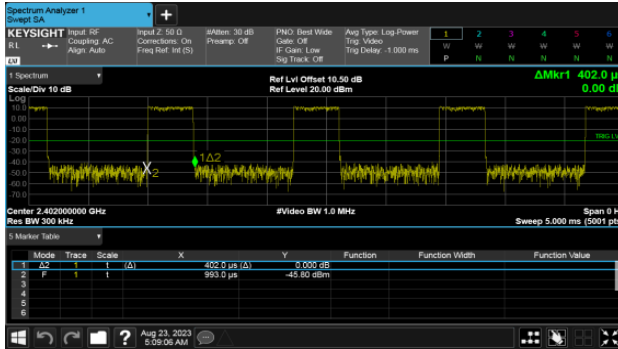 Spectrum Analyzer 1
Swept SA
+
KEYSIGHT
RL
Input: RF
Coupling: AC
Align: Auto
Input Z: 50 Ω
Corrections: On
Freq Ref: Int (S)
#Atten: 30 dB
Preamp: Off
PNO: Best Wide
Gate: Off
IF Gain: Low
Sig Track: Off
Avg Type: Log-Power
Trig: Video
Trig Delay: -1.000 ms
1 2 3 4 5 6
W W W W W W
P N N N N N
1 Spectrum
Scale/Div 10 dB
Ref Lvl Offset 10.50 dB
Ref Level 20.00 dBm
ΔMkr1 402.0 µ
0.00 d
Log
10.0
0.00
-10.0
-20.0
-30.0
-40.0
-50.0
-60.0
-70.0
TRIG LV
1Δ2
X2
Center 2.402000000 GHz
Res BW 300 kHz
#Video BW 1.0 MHz
Span 0 H
Sweep 5.000 ms (5001 pt
5 Marker Table
Mode Trace Scale X Y Function Function Width Function Value
1 Δ2 1 t (Δ) 402.0 µs (Δ) 0.000 dB
2 F 1 t 993.0 µs -45.80 dBm
3
4
5
6
?
Aug 23, 2023
5:09:06 AM